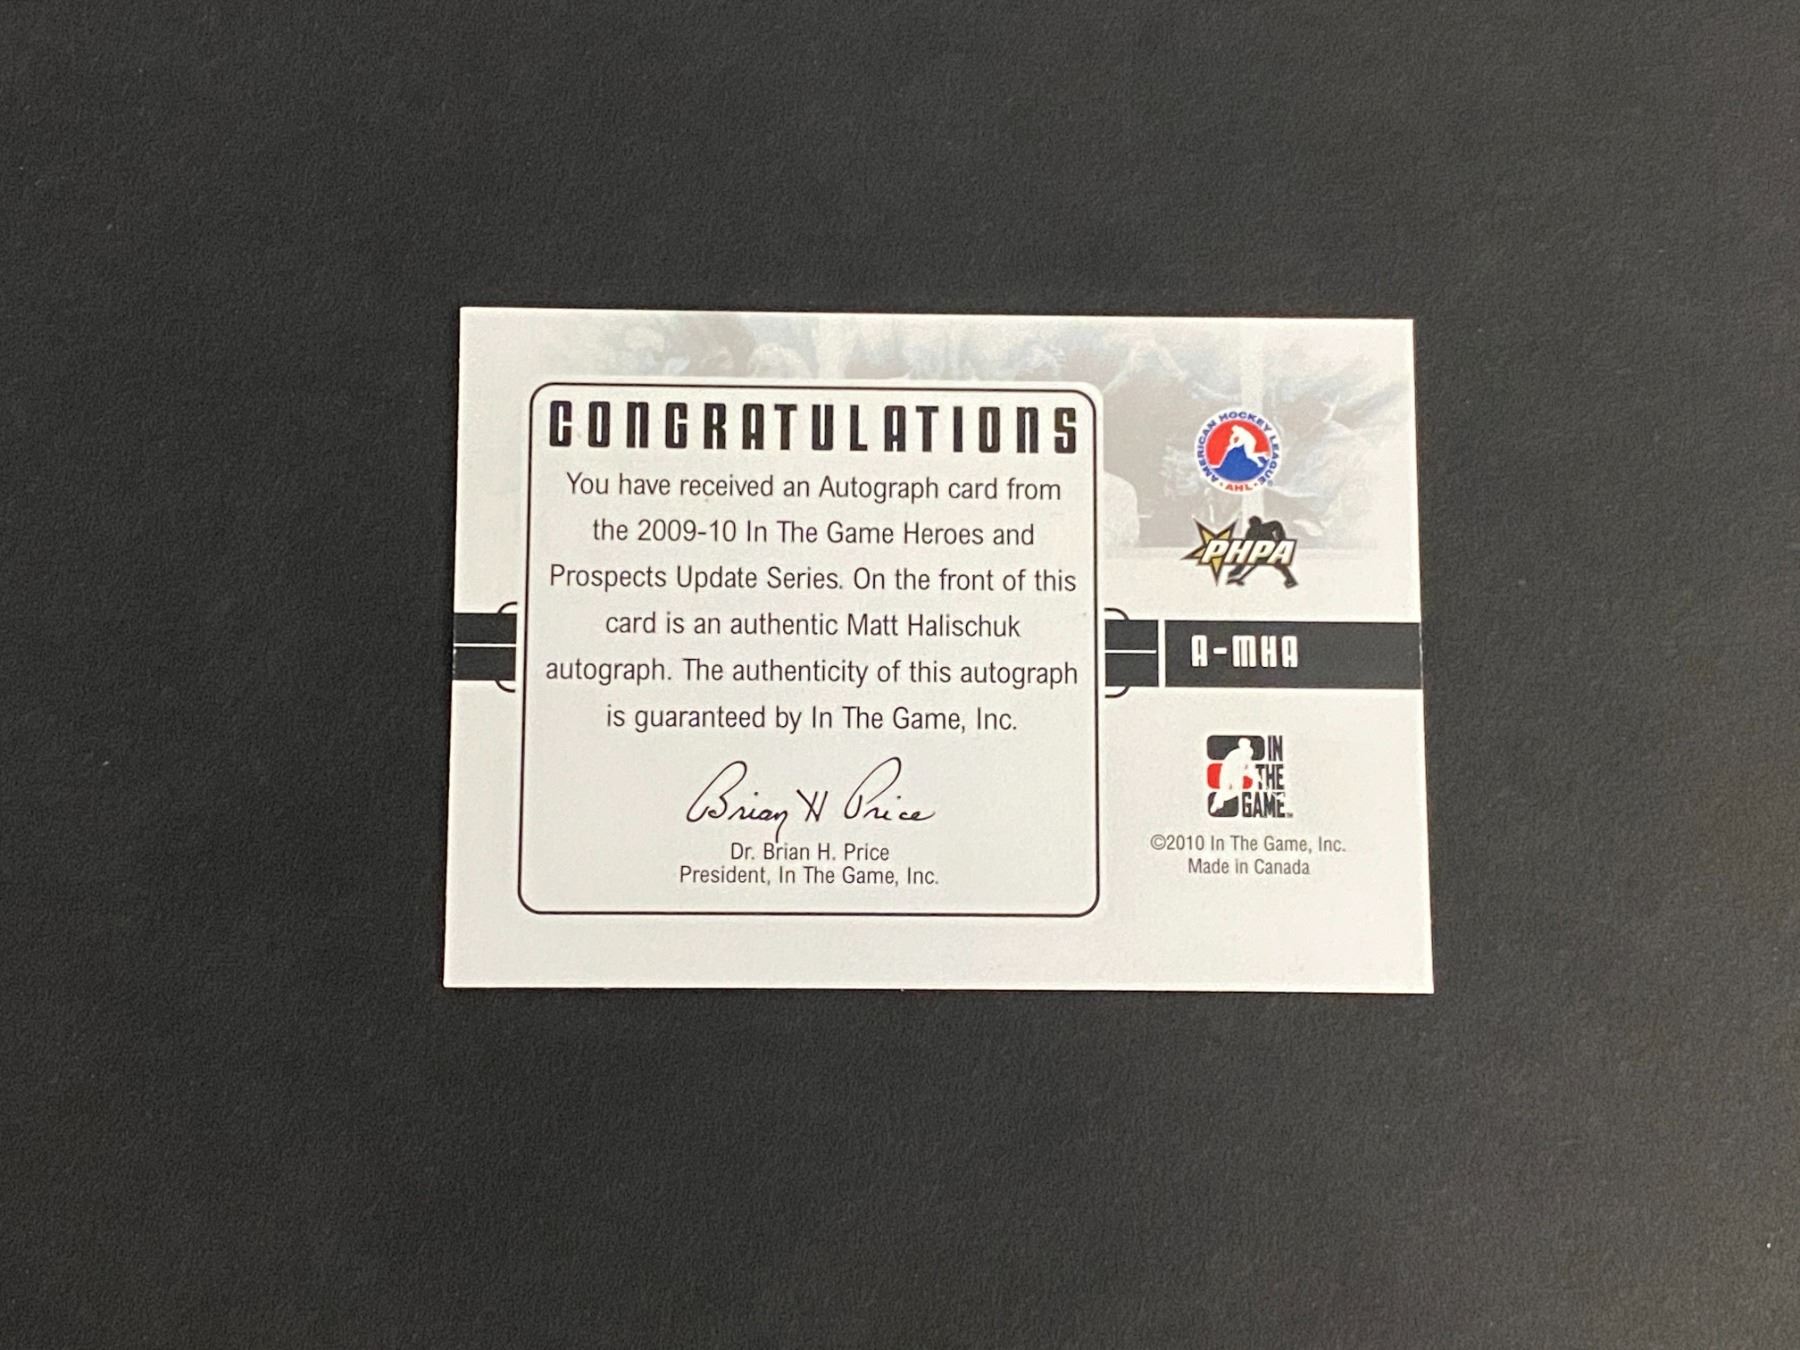 CONGRATULATIONS
You have received an Autograph card from
the 2009-10 In The Game Heroes and
Prospects Update Series. On the front of this
card is an authentic Matt Halischuk
autograph. The authenticity of this autograph
is guaranteed by In The Game, Inc.
Brian H Price
Dr. Brian H. Price
President, In The Game, Inc.
AMERICAN HOCKEY LEAGUE
AHL
PHPA
A-MHA
IN
THE
GAME
©2010 In The Game, Inc.
Made in Canada